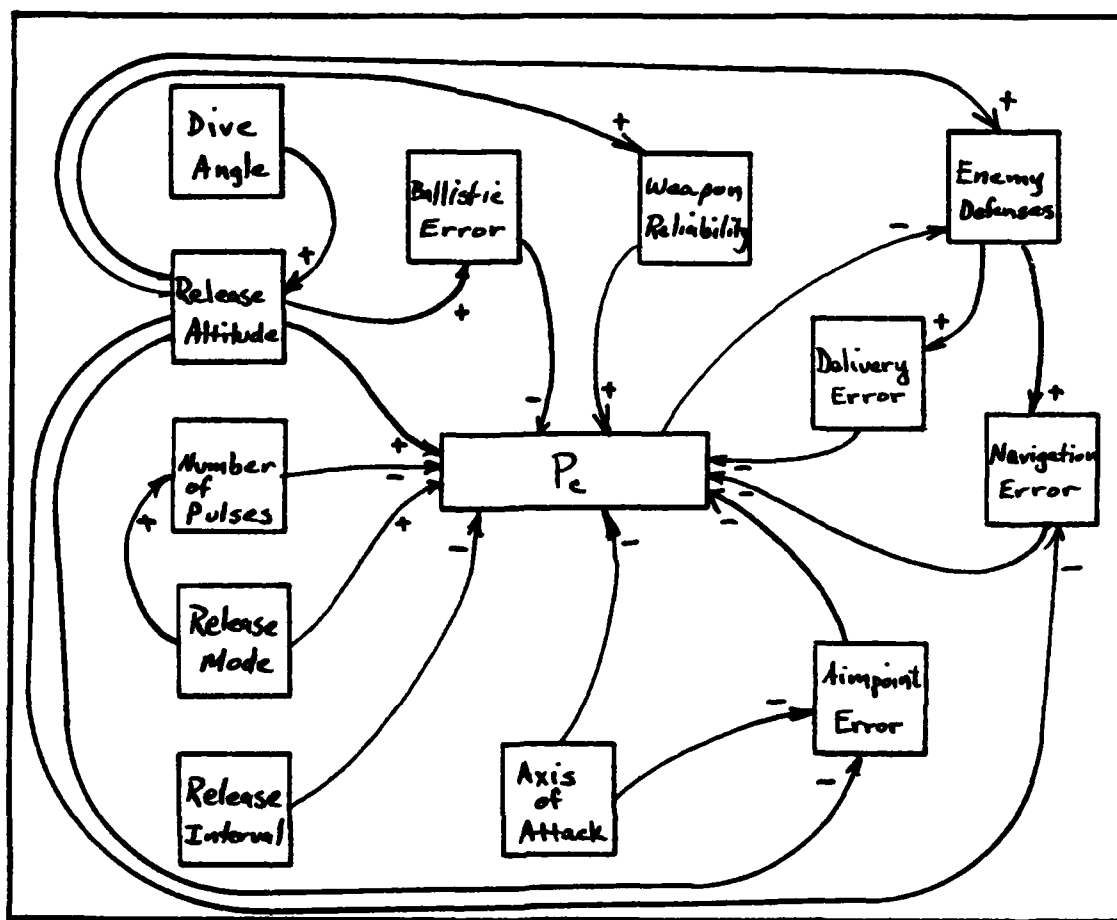 Dive
Angle
+
Ballistic
Error
+
Weapon
Reliability
+
Enemy
Defenses
-
Release
Attitude
+
+
Delivery
Error
+
-
+
+
Number
of
Pulses
+
-
+
Pe
-
-
-
Navigation
Error
+
Release
Mode
-
-
-
Aimpoint
Error
-
-
Release
Interval
Axis
of
Attack